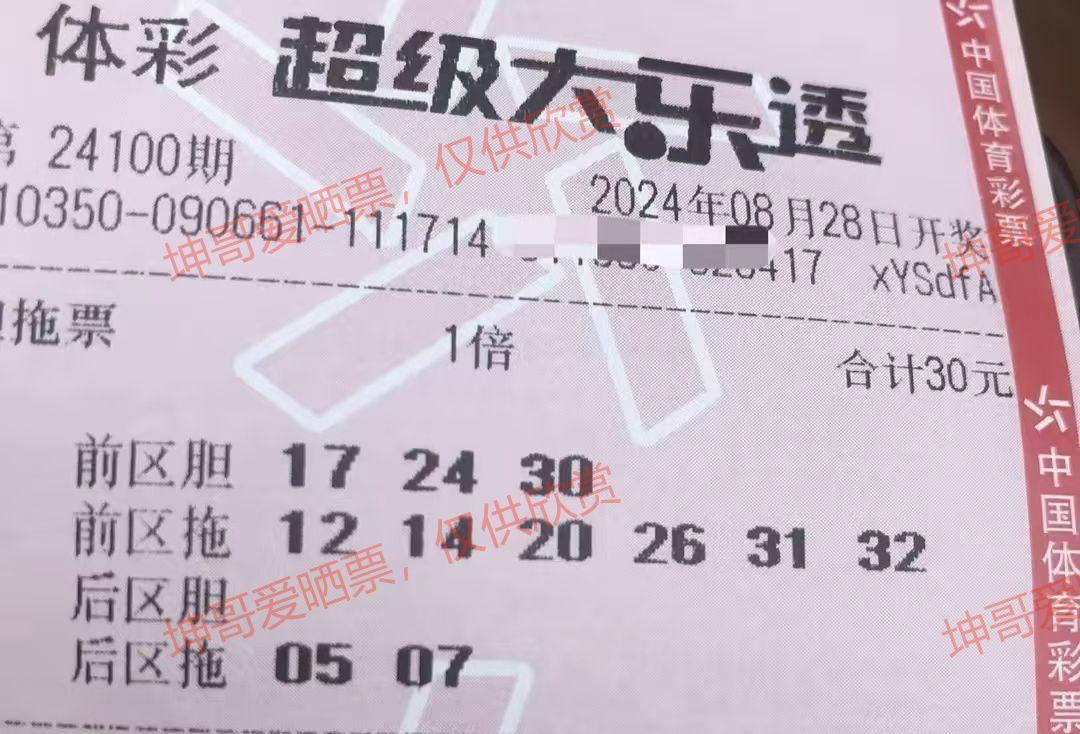 体彩 超级大乐透
第 24100期
2024年08月28日开奖
10350-090661-111714
417 xYSdfA
胆拖票 1倍 合计30元
前区胆 17 24 30
前区拖 12 14 20 26 31 32
后区胆
后区拖 05 07
中国体育彩票
中国体育彩票
坤哥爱晒票,仅供欣赏
坤哥爱
坤哥爱晒票,仅供欣赏
坤哥爱